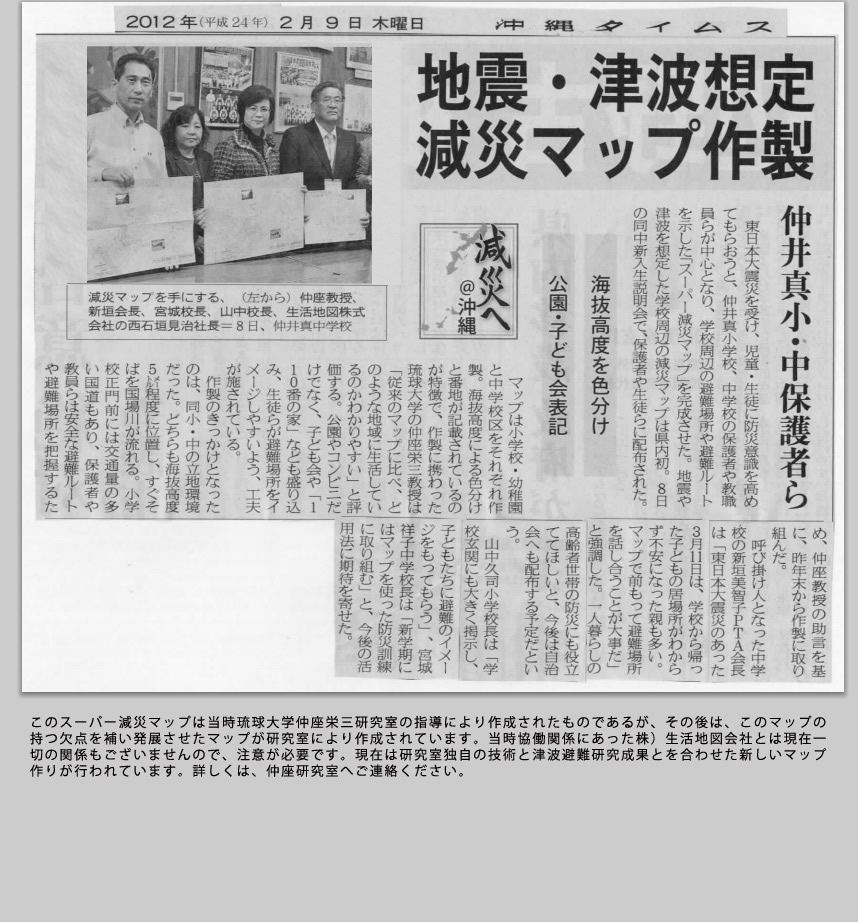 2012年(平成24年) 2月9日 木曜日 沖縄タイムス
地震・津波想定
減災マップ作製
仲井真小・中保護者ら
海抜高度を色分け
公園・子ども会表記
減災へ
@沖縄
減災マップを手にする、(左から)仲座教授、
新垣会長、宮城校長、山中校長、生活地図株式
会社の西石垣見治社長=8日、仲井真中学校
東日本大震災を受け、児童・生徒に防災意識を高め
てもらおうと、仲井真小学校、中学校の保護者や教職
員らが中心となり、学校周辺の避難場所や避難ルート
を示した「スーパー減災マップ」を完成させた。地震や
津波を想定した学校周辺の減災マップは県内初。8日
の同中新入生説明会で、保護者や生徒らに配布された。
マップは小学校・幼稚園
と中学校区をそれぞれ作
製。海抜高度による色分け
と番地が記載されているの
が特徴で、作製に携わった
琉球大学の仲座栄三教授は
「従来のマップに比べ、ど
のような地域に生活してい
るのかわかりやすい」と評
価する。公園やコンビニだ
けでなく、子ども会や「1
10番の家」なども盛り込
み、生徒らが避難場所をイ
メージしやすいよう、工夫
が施されている。
作製のきっかけとなった
のは、同小・中の立地環境
だった。どちらも海抜高度
5㍍程度に位置し、すぐそ
ばを国場川が流れる。小学
校正門前には交通量の多
い国道もあり、保護者や
教員らは安全な避難ルート
や避難場所を把握するた
め、仲座教授の助言を基
に、昨年末から作製に取り
組んだ。
呼び掛け人となった中学
校の新垣美智子PTA会長
は「東日本大震災のあった
3月11日は、学校から帰っ
た子どもの居場所がわから
ず不安になった親も多い。
マップで前もって避難場所
を話し合うことが大事だ」
と強調した。一人暮らしの
高齢者世帯の防災にも役立
ててほしいと、今後は自治
会へも配布する予定だとい
う。
山中久司小学校長は「学
校玄関にも大きく掲示し、
子どもたちに避難のイメー
ジをもってもらう」、宮城
祥子中学校長は「新学期に
はマップを使った防災訓練
に取り組む」と、今後の活
用法に期待を寄せた。
このスーパー減災マップは当時琉球大学仲座栄三研究室の指導により作成されたものであるが、その後は、このマップの
持つ欠点を補い発展させたマップが研究室により作成されています。当時協働関係にあった株)生活地図会社とは現在一
切の関係もございませんので、注意が必要です。現在は研究室独自の技術と津波避難研究成果とを合わせた新しいマップ
作りが行われています。詳しくは、仲座研究室へご連絡ください。